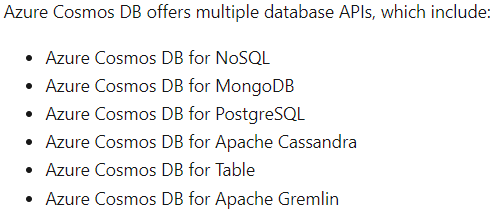 Azure Cosmos DB offers multiple database APIs, which include:
• Azure Cosmos DB for NoSQL
• Azure Cosmos DB for MongoDB
• Azure Cosmos DB for PostgreSQL
• Azure Cosmos DB for Apache Cassandra
• Azure Cosmos DB for Table
• Azure Cosmos DB for Apache Gremlin